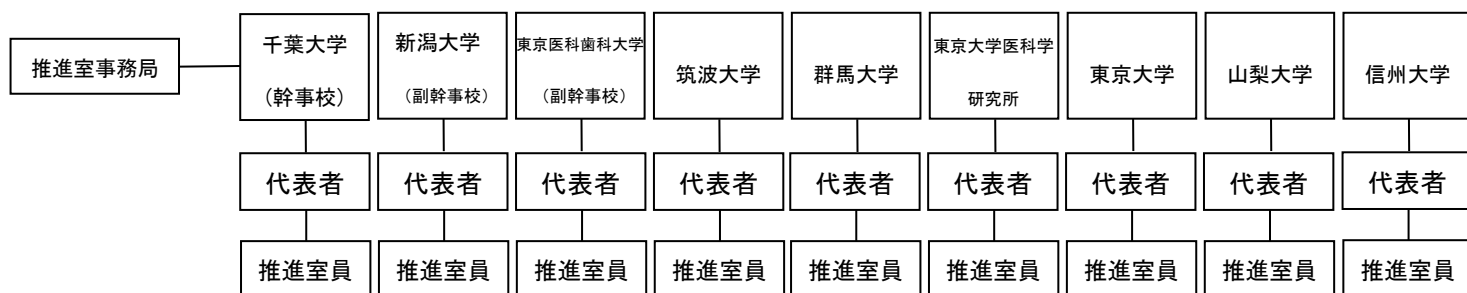 推進室事務局
千葉大学
(幹事校)
新潟大学
(副幹事校)
東京医科歯科大学
(副幹事校)
筑波大学
群馬大学
東京大学医科学
研究所
東京大学
山梨大学
信州大学
代表者
代表者
代表者
代表者
代表者
代表者
代表者
代表者
代表者
推進室員
推進室員
推進室員
推進室員
推進室員
推進室員
推進室員
推進室員
推進室員